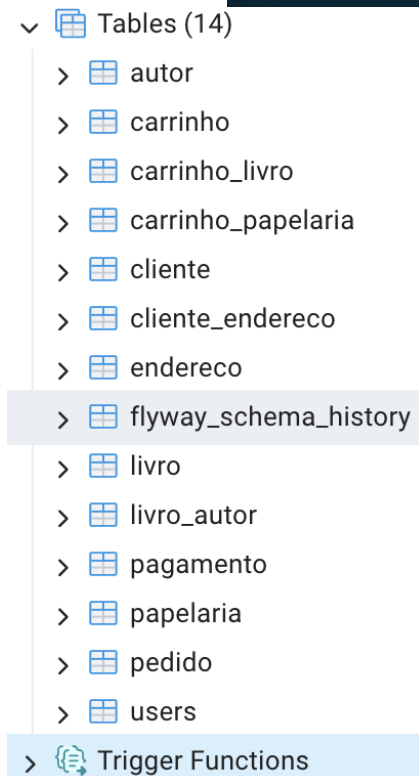 Tables (14)
autor
carrinho
carrinho_livro
carrinho_papelaria
cliente
cliente_endereco
endereco
flyway_schema_history
livro
livro_autor
pagamento
papelaria
pedido
users
Trigger Functions